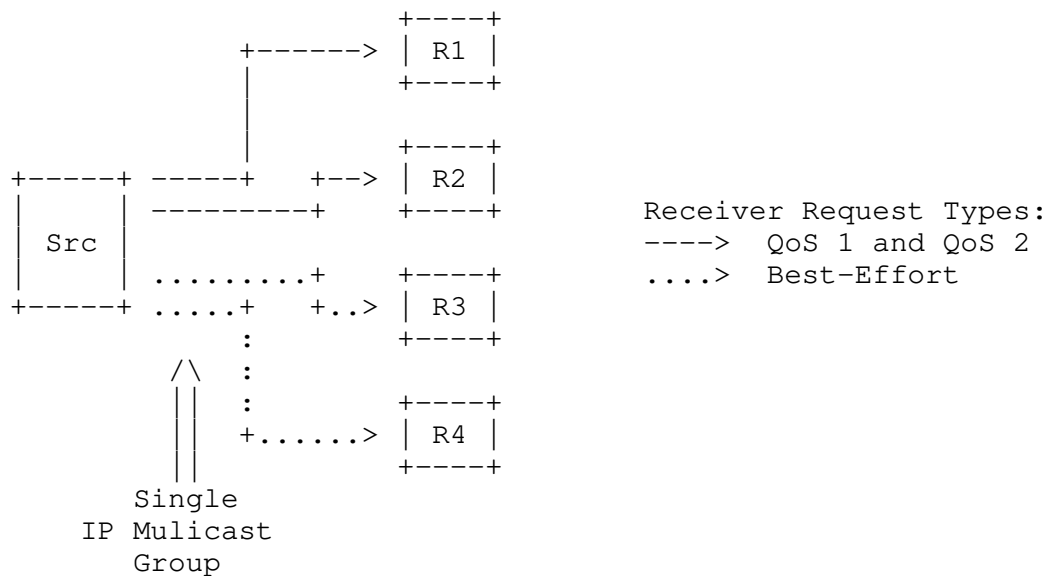 R1
R2
Src
Receiver Request Types:
----> QoS 1 and QoS 2
....> Best-Effort
R3
R4
Single
IP Mulicast
Group